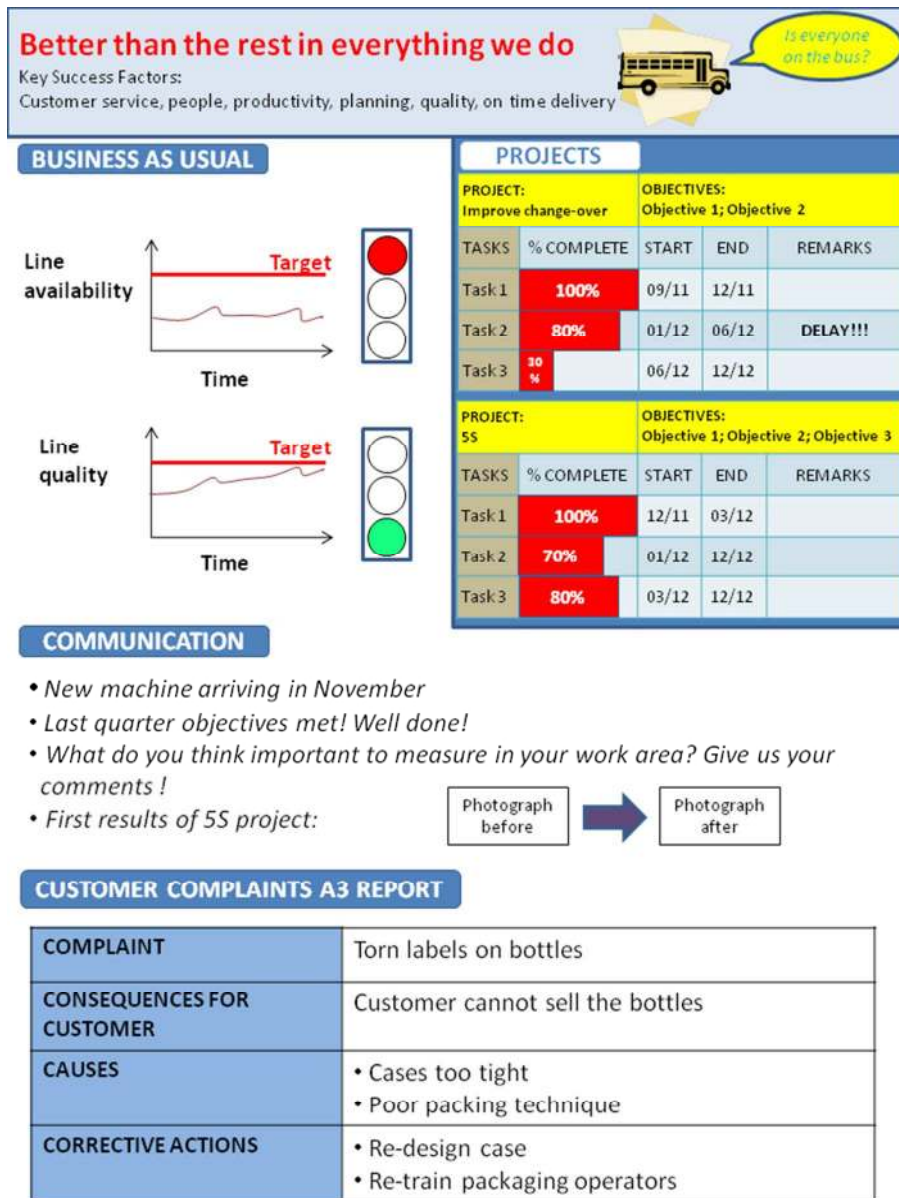 Better than the rest in everything we do
Key Success Factors:
Customer service, people, productivity, planning, quality, on time delivery
Is everyone
on the bus?
BUSINESS AS USUAL
Line
availability
Target
Time
Line
quality
Target
Time
PROJECTS
PROJECT:
Improve change-over
OBJECTIVES:
Objective 1; Objective 2
TASKS % COMPLETE START END REMARKS
Task 1 100% 09/11 12/11
Task 2 80% 01/12 06/12 DELAY!!!
Task 3 30 % 06/12 12/12
PROJECT:
5S
OBJECTIVES:
Objective 1; Objective 2; Objective 3
TASKS % COMPLETE START END REMARKS
Task 1 100% 12/11 03/12
Task 2 70% 01/12 12/12
Task 3 80% 03/12 12/12
COMMUNICATION
• New machine arriving in November
• Last quarter objectives met! Well done!
• What do you think important to measure in your work area? Give us your
comments !
• First results of 5S project:
Photograph
before
Photograph
after
CUSTOMER COMPLAINTS A3 REPORT
COMPLAINT Torn labels on bottles
CONSEQUENCES FOR
CUSTOMER
Customer cannot sell the bottles
CAUSES
• Cases too tight
• Poor packing technique
CORRECTIVE ACTIONS
• Re-design case
• Re-train packaging operators